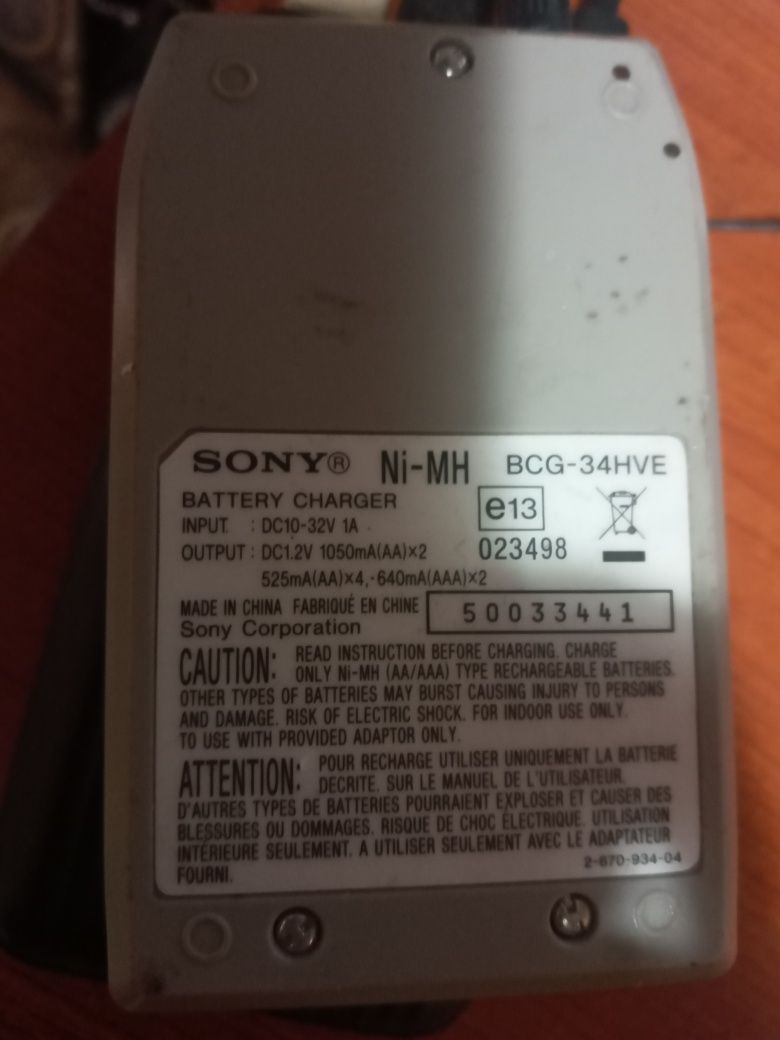 SONY® Ni-MH BCG-34HVE
BATTERY CHARGER
INPUT : DC10-32V 1A
e13
OUTPUT : DC1.2V 1050mA(AA)×2
023498
525mA(AA)×4, 640mA(AAA)×2
MADE IN CHINA FABRIQUÉ EN CHINE
Sony Corporation
50033441
CAUTION: READ INSTRUCTION BEFORE CHARGING. CHARGE
ONLY Ni-MH (AA/AAA) TYPE RECHARGEABLE BATTERIES.
OTHER TYPES OF BATTERIES MAY BURST CAUSING INJURY TO PERSONS
AND DAMAGE. RISK OF ELECTRIC SHOCK. FOR INDOOR USE ONLY.
TO USE WITH PROVIDED ADAPTOR ONLY.
ATTENTION: POUR RECHARGE UTILISER UNIQUEMENT LA BATTERIE
DECRITE. SUR LE MANUEL DE L'UTILISATEUR.
D'AUTRES TYPES DE BATTERIES POURRAIENT EXPLOSER ET CAUSER DES
BLESSURES OU DOMMAGES. RISQUE DE CHOC ELECTRIQUE. UTILISATION
INTÉRIEURE SEULEMENT. A UTILISER SEULEMENT AVEC LE ADAPTATEUR
FOURNI.
2-670-934-04